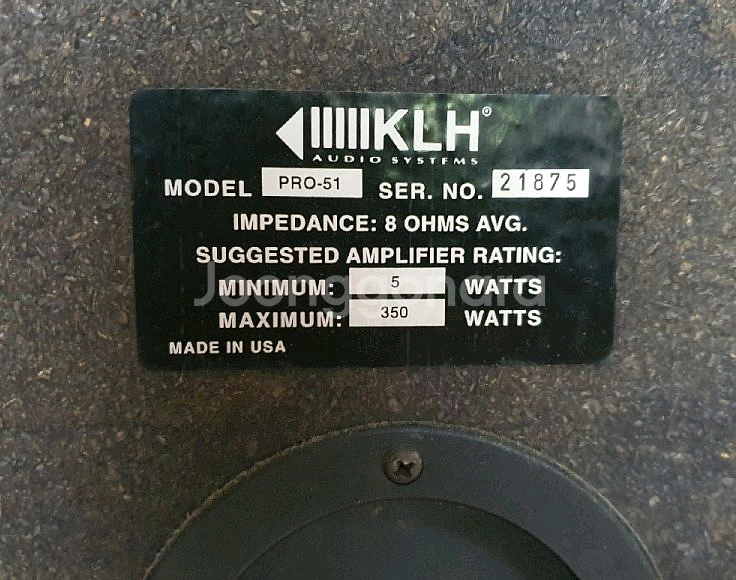 KLH®
AUDIO SYSTEMS
MODEL PRO-51 SER. NO. 21875
IMPEDANCE: 8 OHMS AVG.
SUGGESTED AMPLIFIER RATING:
Joonggonara
MINIMUM: 5 WATTS
MAXIMUM: 350 WATTS
MADE IN USA